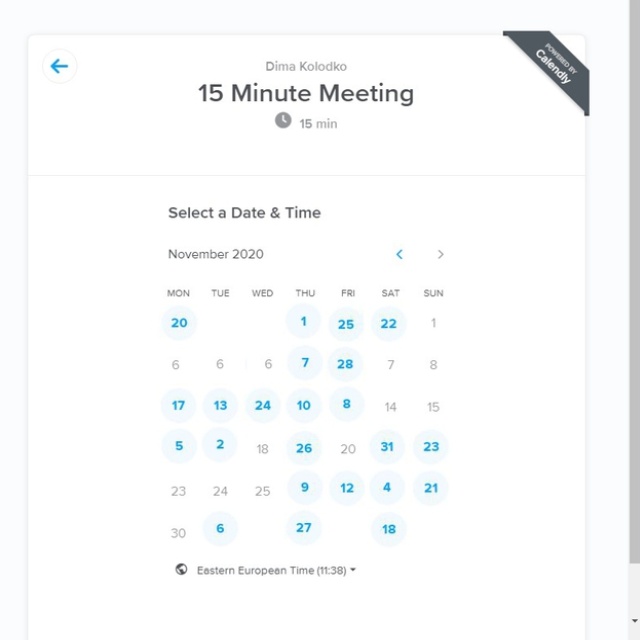 POWERED BY
Calendly
Dima Kolodko
15 Minute Meeting
15 min
Select a Date & Time
November 2020
MON TUE WED THU FRI SAT SUN
20 1 25 22 1
6 6 6 7 28 7 8
17 13 24 10 8 14 15
5 2 18 26 20 31 23
23 24 25 9 12 4 21
30 6 27 18
Eastern European Time (11:38)